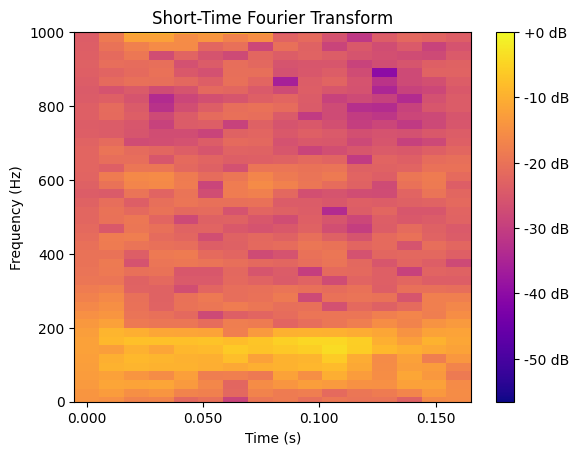 Short-Time Fourier Transform
Frequency (Hz)
1000
800
600
400
200
0
0.000
0.050
0.100
0.150
Time (s)
+0 dB
-10 dB
-20 dB
-30 dB
-40 dB
-50 dB